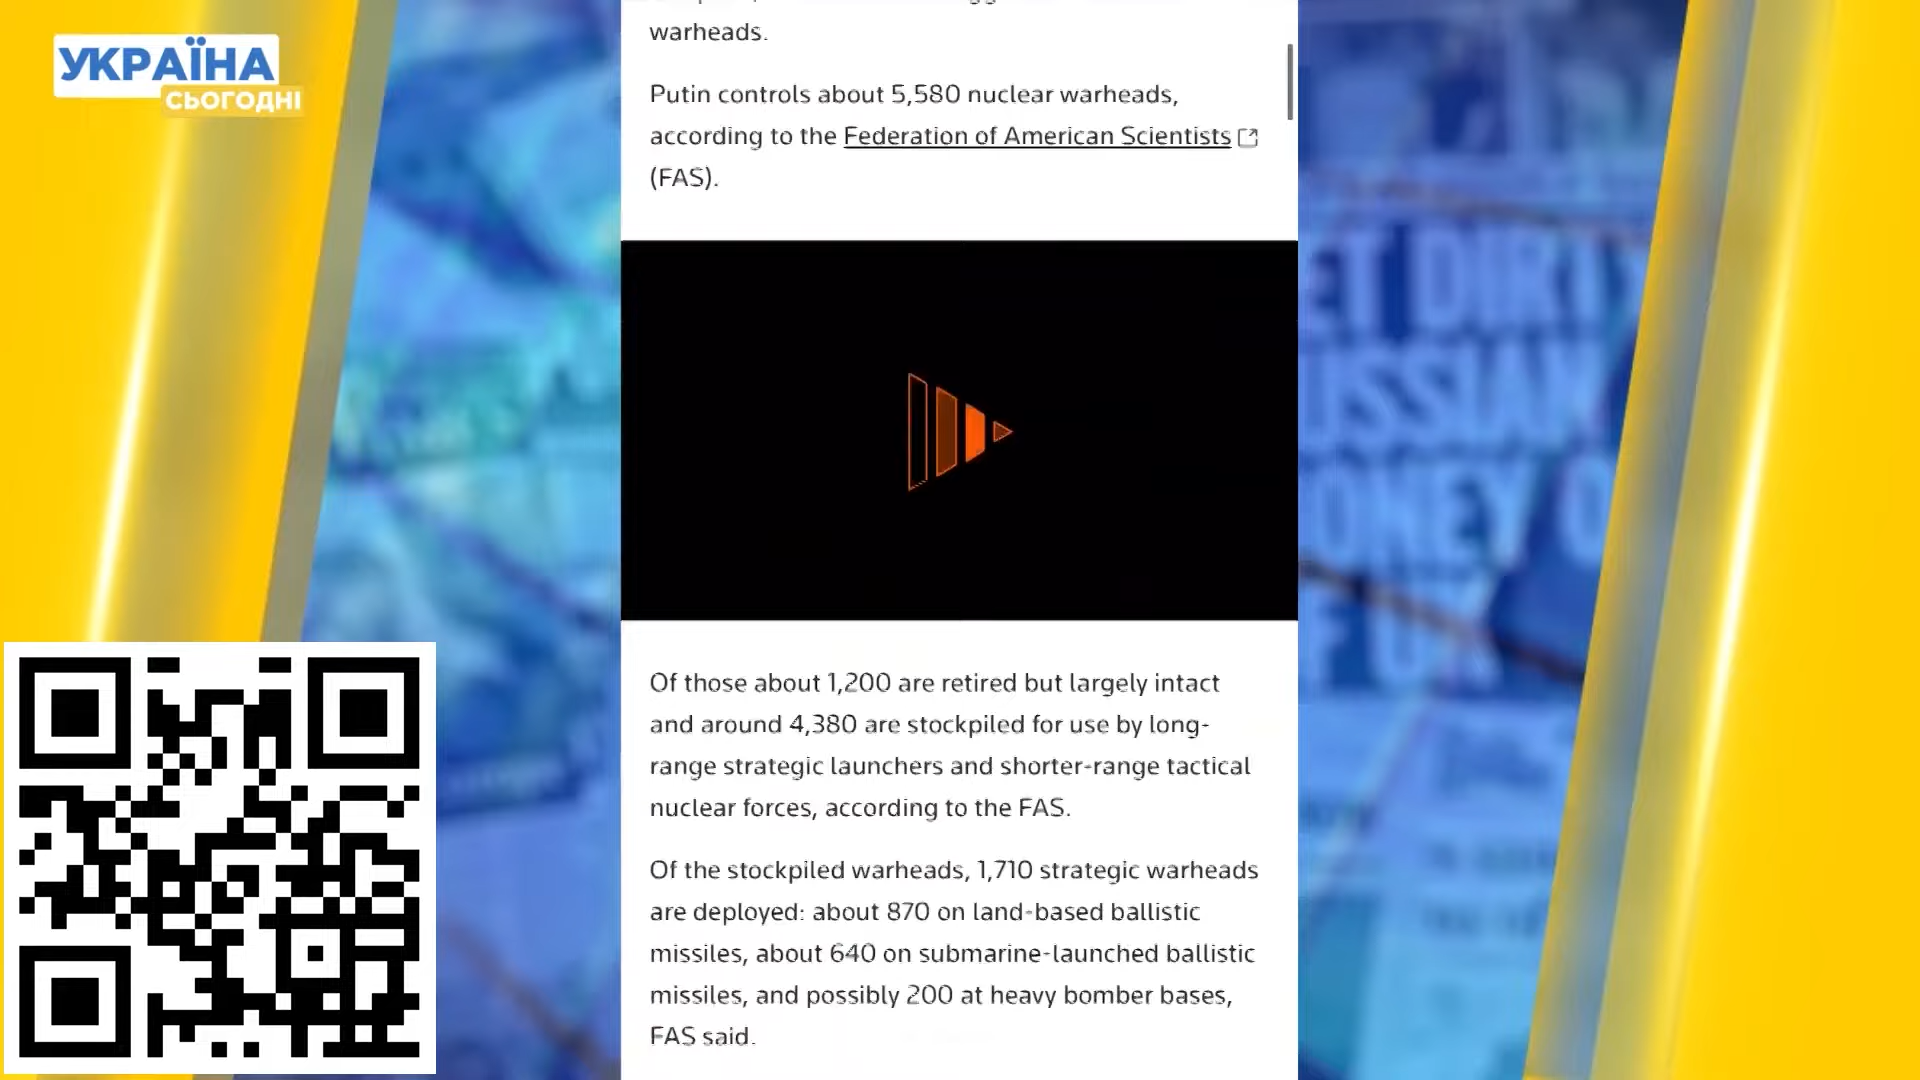 УКРАЇНА
СЬОГОДНІ
warheads.
Putin controls about 5,580 nuclear warheads,
according to the Federation of American Scientists
(FAS).
Of those about 1,200 are retired but largely intact
and around 4,380 are stockpiled for use by long-
range strategic launchers and shorter-range tactical
nuclear forces, according to the FAS.
Of the stockpiled warheads, 1,710 strategic warheads
are deployed: about 870 on land-based ballistic
missiles, about 640 on submarine-launched ballistic
missiles, and possibly 200 at heavy bomber bases,
FAS said.
DIRTY